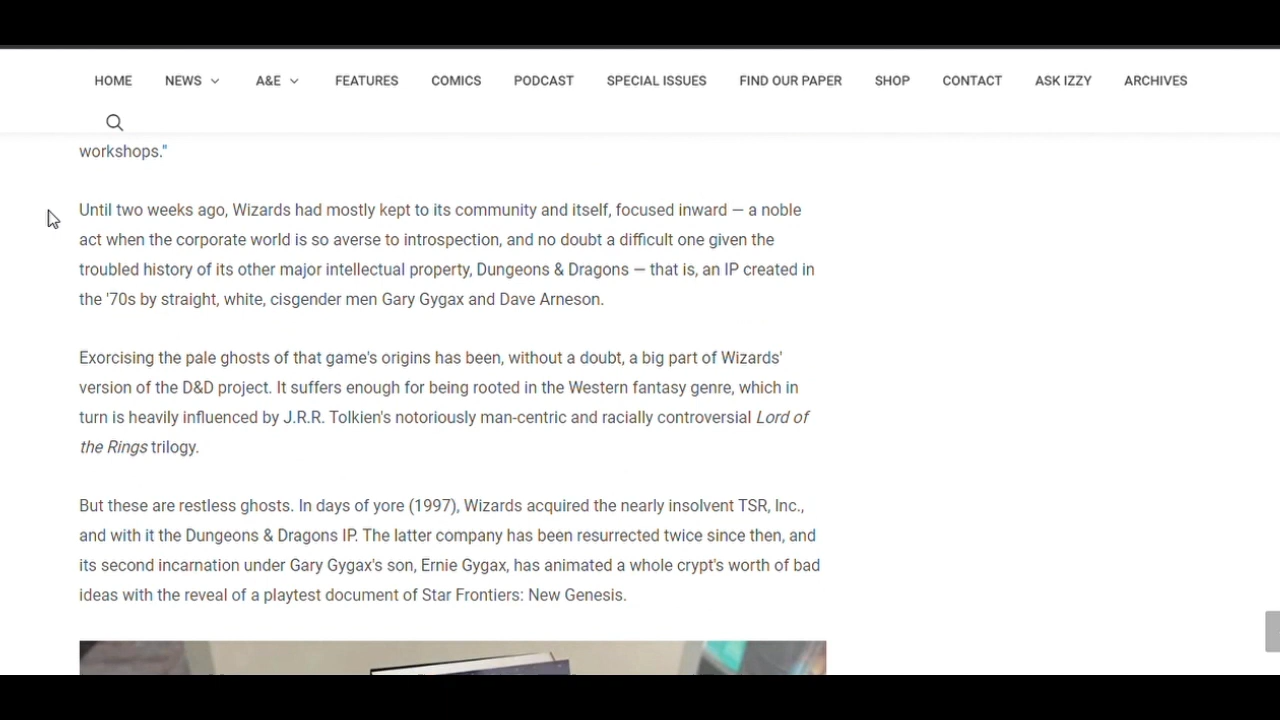 HOME NEWS A&E FEATURES COMICS PODCAST SPECIAL ISSUES FIND OUR PAPER SHOP CONTACT ASK IZZY ARCHIVES
workshops."
Until two weeks ago, Wizards had mostly kept to its community and itself, focused inward — a noble
act when the corporate world is so averse to introspection, and no doubt a difficult one given the
troubled history of its other major intellectual property, Dungeons & Dragons — that is, an IP created in
the '70s by straight, white, cisgender men Gary Gygax and Dave Arneson.
Exorcising the pale ghosts of that game's origins has been, without a doubt, a big part of Wizards'
version of the D&D project. It suffers enough for being rooted in the Western fantasy genre, which in
turn is heavily influenced by J.R.R. Tolkien's notoriously man-centric and racially controversial Lord of
the Rings trilogy.
But these are restless ghosts. In days of yore (1997), Wizards acquired the nearly insolvent TSR, Inc.,
and with it the Dungeons & Dragons IP. The latter company has been resurrected twice since then, and
its second incarnation under Gary Gygax's son, Ernie Gygax, has animated a whole crypt's worth of bad
ideas with the reveal of a playtest document of Star Frontiers: New Genesis.